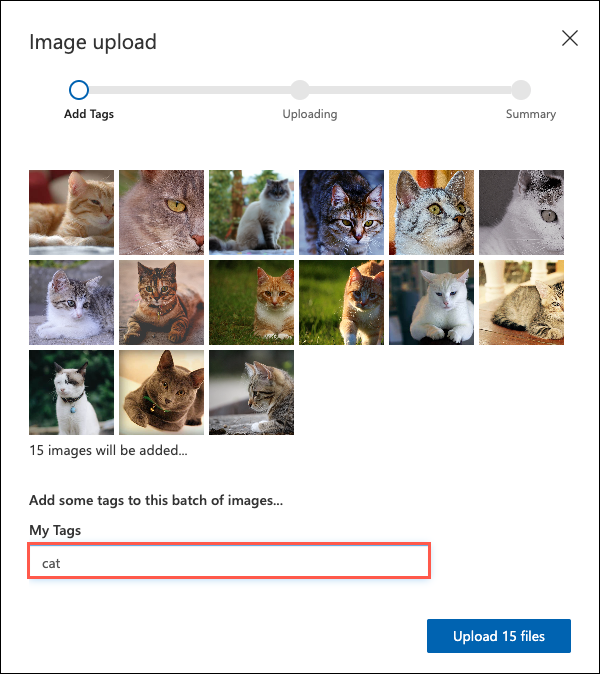 Image upload
Add Tags
Uploading
Summary
15 images will be added...
Add some tags to this batch of images...
My Tags
cat
Upload 15 files